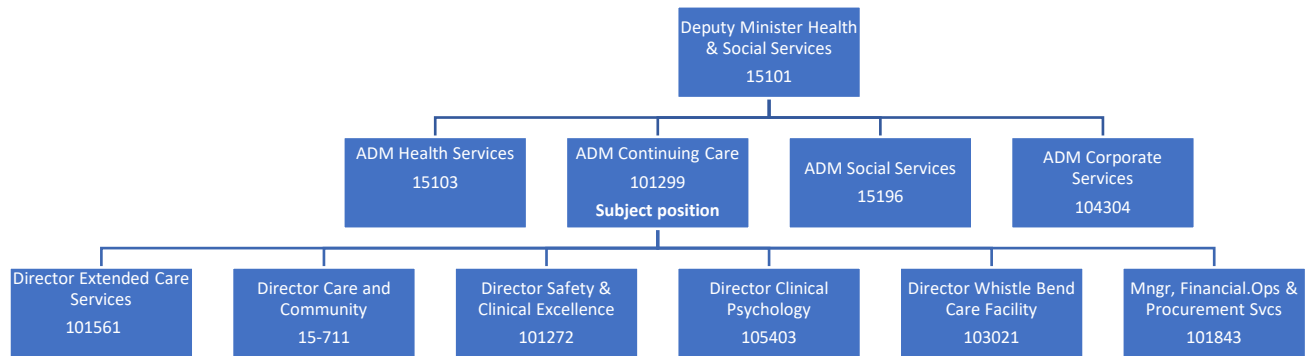 Deputy Minister Health
& Social Services
15101
ADM Health Services
15103
ADM Continuing Care
101299
Subject position
ADM Social Services
15196
ADM Corporate
Services
104304
Director Extended Care
Services
101561
Director Care and
Community
15-711
Director Safety &
Clinical Excellence
101272
Director Clinical
Psychology
105403
Director Whistle Bend
Care Facility
103021
Mngr, Financial.Ops &
Procurement Svcs
101843